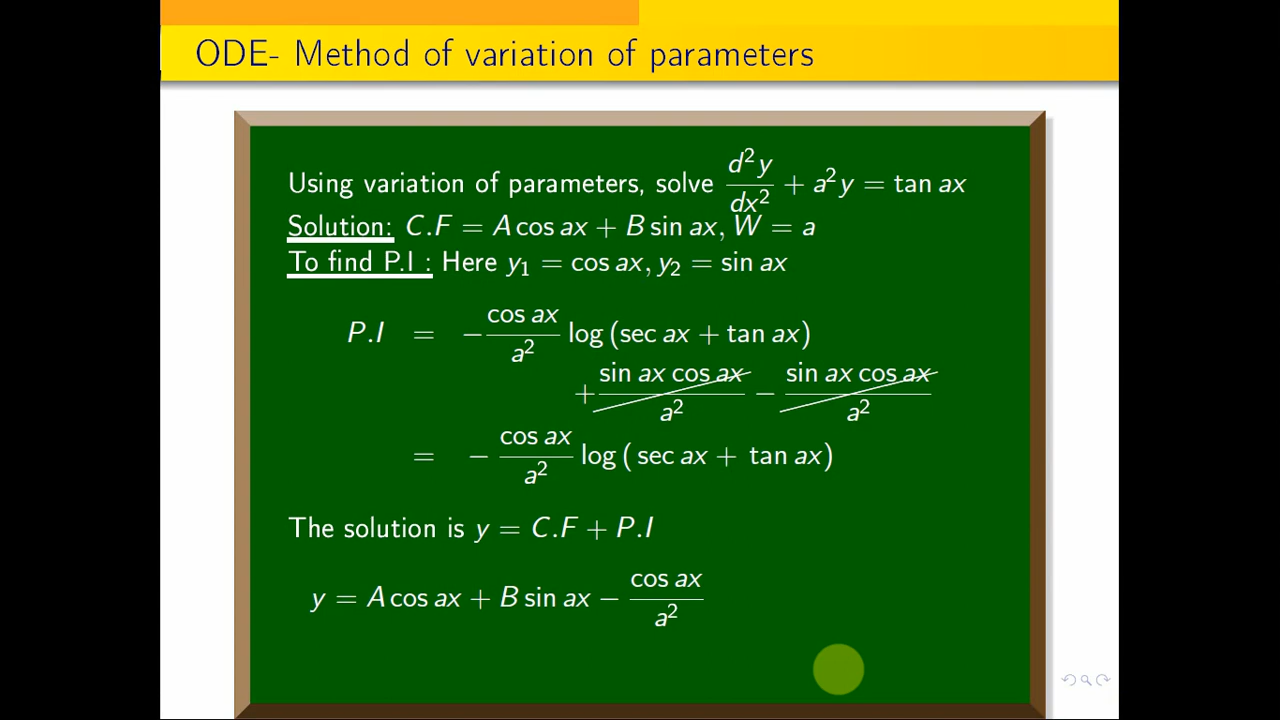 ODE- Method of variation of parameters
Using variation of parameters, solve d²y/dx² + a²y = tan ax
Solution: C.F = A cos ax + B sin ax, W = a
To find P.I : Here y₁ = cos ax, y₂ = sin ax
P.I = − cos ax/a² log (sec ax + tan ax)
+ sin ax cos ax/a² − sin ax cos ax/a²
= − cos ax/a² log ( sec ax + tan ax)
The solution is y = C.F + P.I
y = A cos ax + B sin ax − cos ax/a²